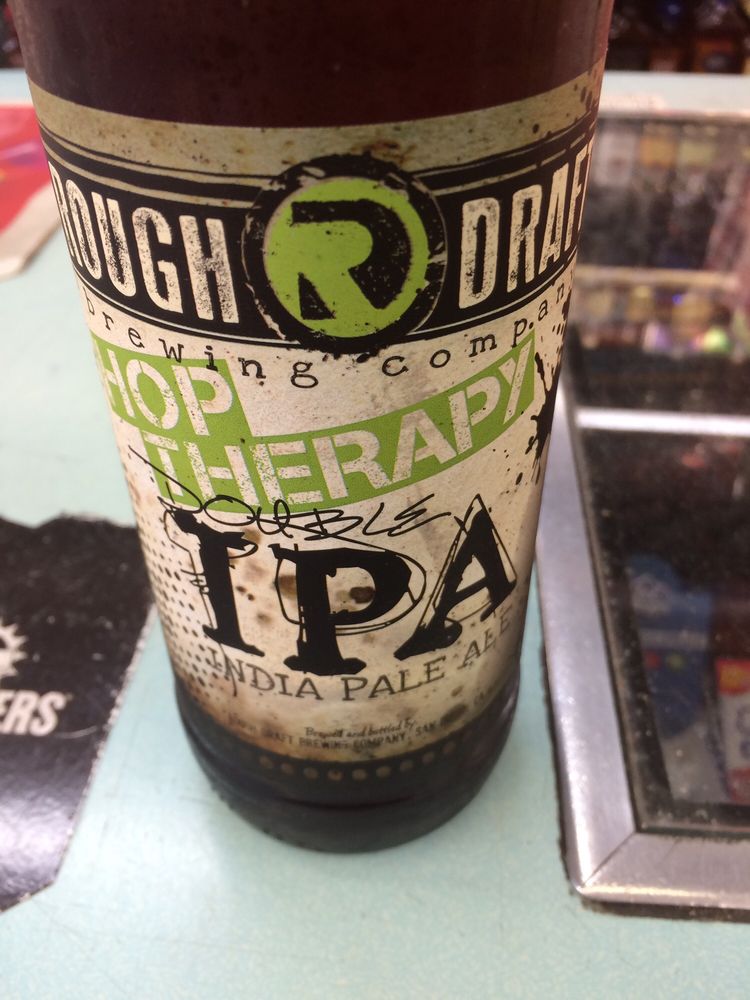 ROUGH R DRAFT
brewing company
HOP
THERAPY
DOUBLE
IPA
INDIA PALE ALE
Brewed and bottled by
DRAFT BREWING COMPANY, SAN
ERS